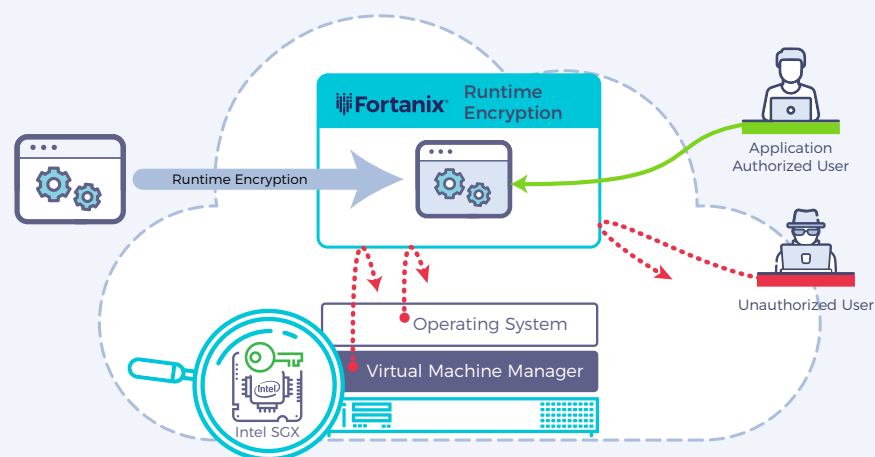 Fortanix®
Runtime
Encryption
Runtime Encryption
Application
Authorized User
Unauthorized User
Operating System
Virtual Machine Manager
intel
Intel SGX